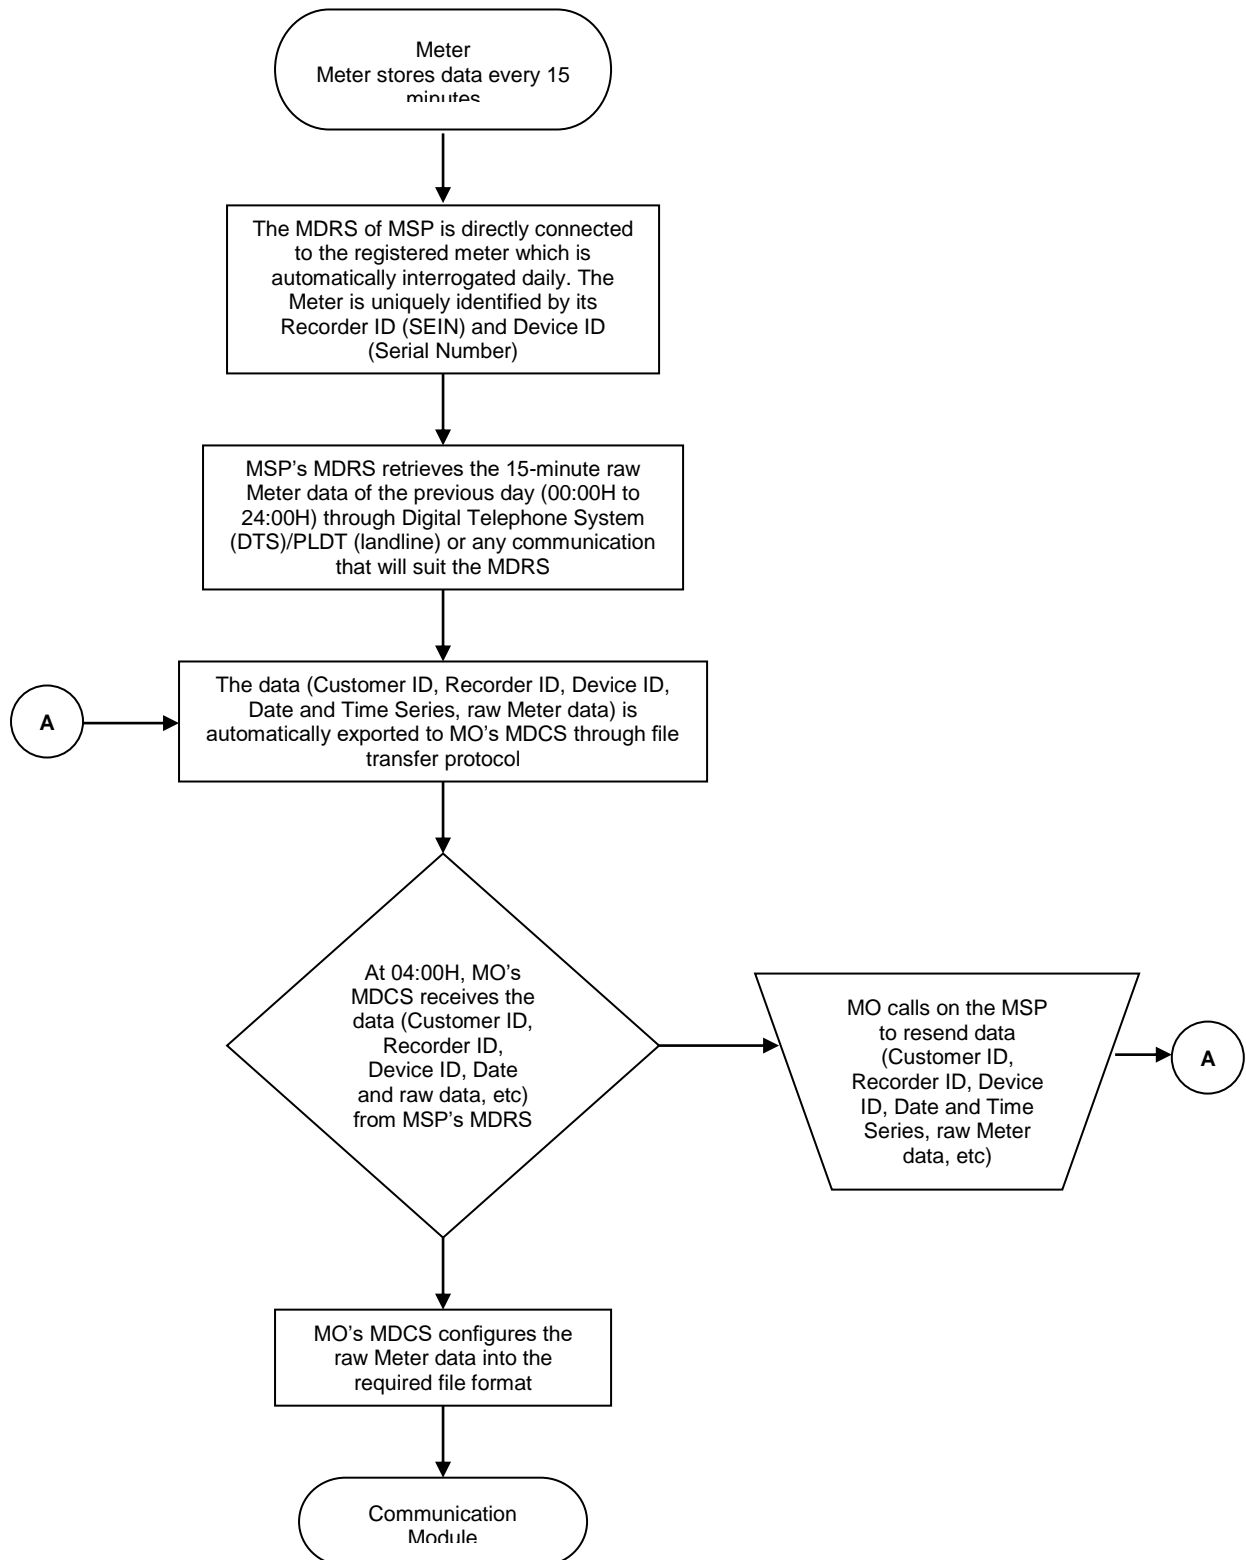 Meter
Meter stores data every 15
minutes
The MDRS of MSP is directly connected
to the registered meter which is
automatically interrogated daily. The
Meter is uniquely identified by its
Recorder ID (SEIN) and Device ID
(Serial Number)
MSP’s MDRS retrieves the 15-minute raw
Meter data of the previous day (00:00H to
24:00H) through Digital Telephone System
(DTS)/PLDT (landline) or any communication
that will suit the MDRS
A
The data (Customer ID, Recorder ID, Device ID,
Date and Time Series, raw Meter data) is
automatically exported to MO’s MDCS through file
transfer protocol
At 04:00H, MO’s
MDCS receives the
data (Customer ID,
Recorder ID,
Device ID, Date
and raw data, etc)
from MSP’s MDRS
MO calls on the MSP
to resend data
(Customer ID,
Recorder ID, Device
ID, Date and Time
Series, raw Meter
data, etc)
A
MO’s MDCS configures the
raw Meter data into the
required file format
Communication
Module